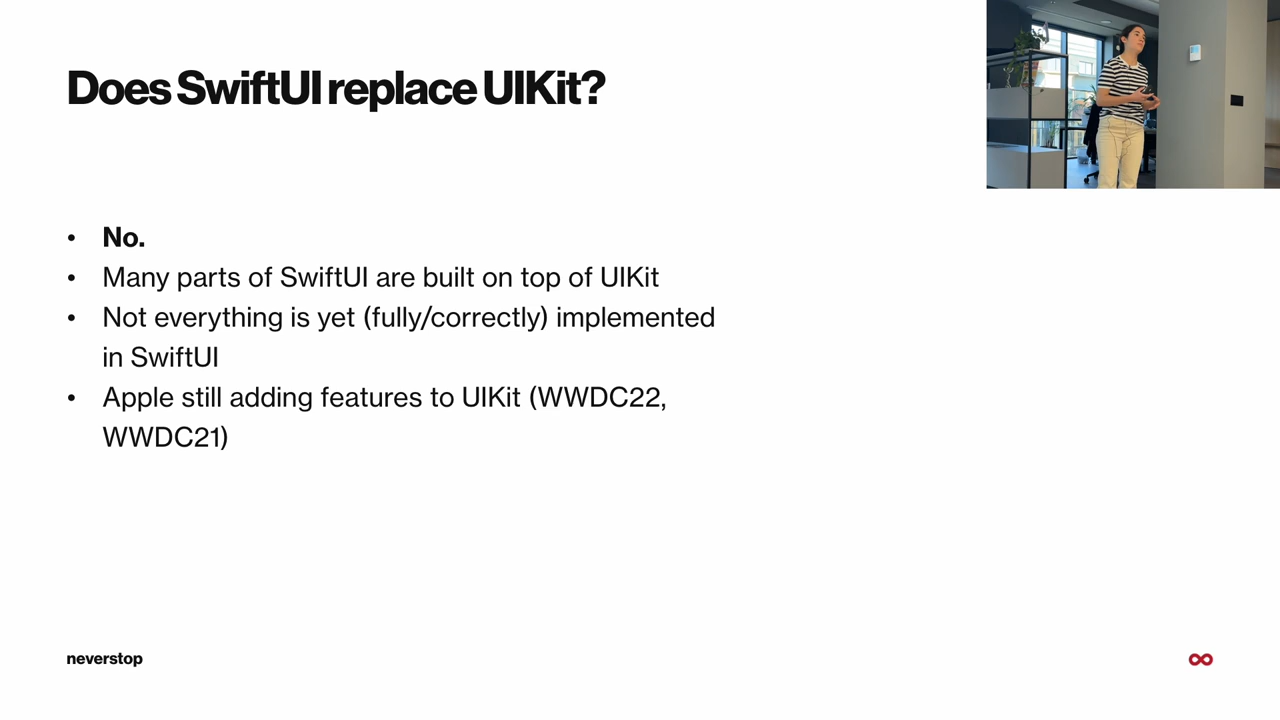 Does SwiftUI replace UIKit?
• No.
• Many parts of SwiftUI are built on top of UIKit
• Not everything is yet (fully/correctly) implemented
in SwiftUI
• Apple still adding features to UIKit (WWDC22,
WWDC21)
neverstop